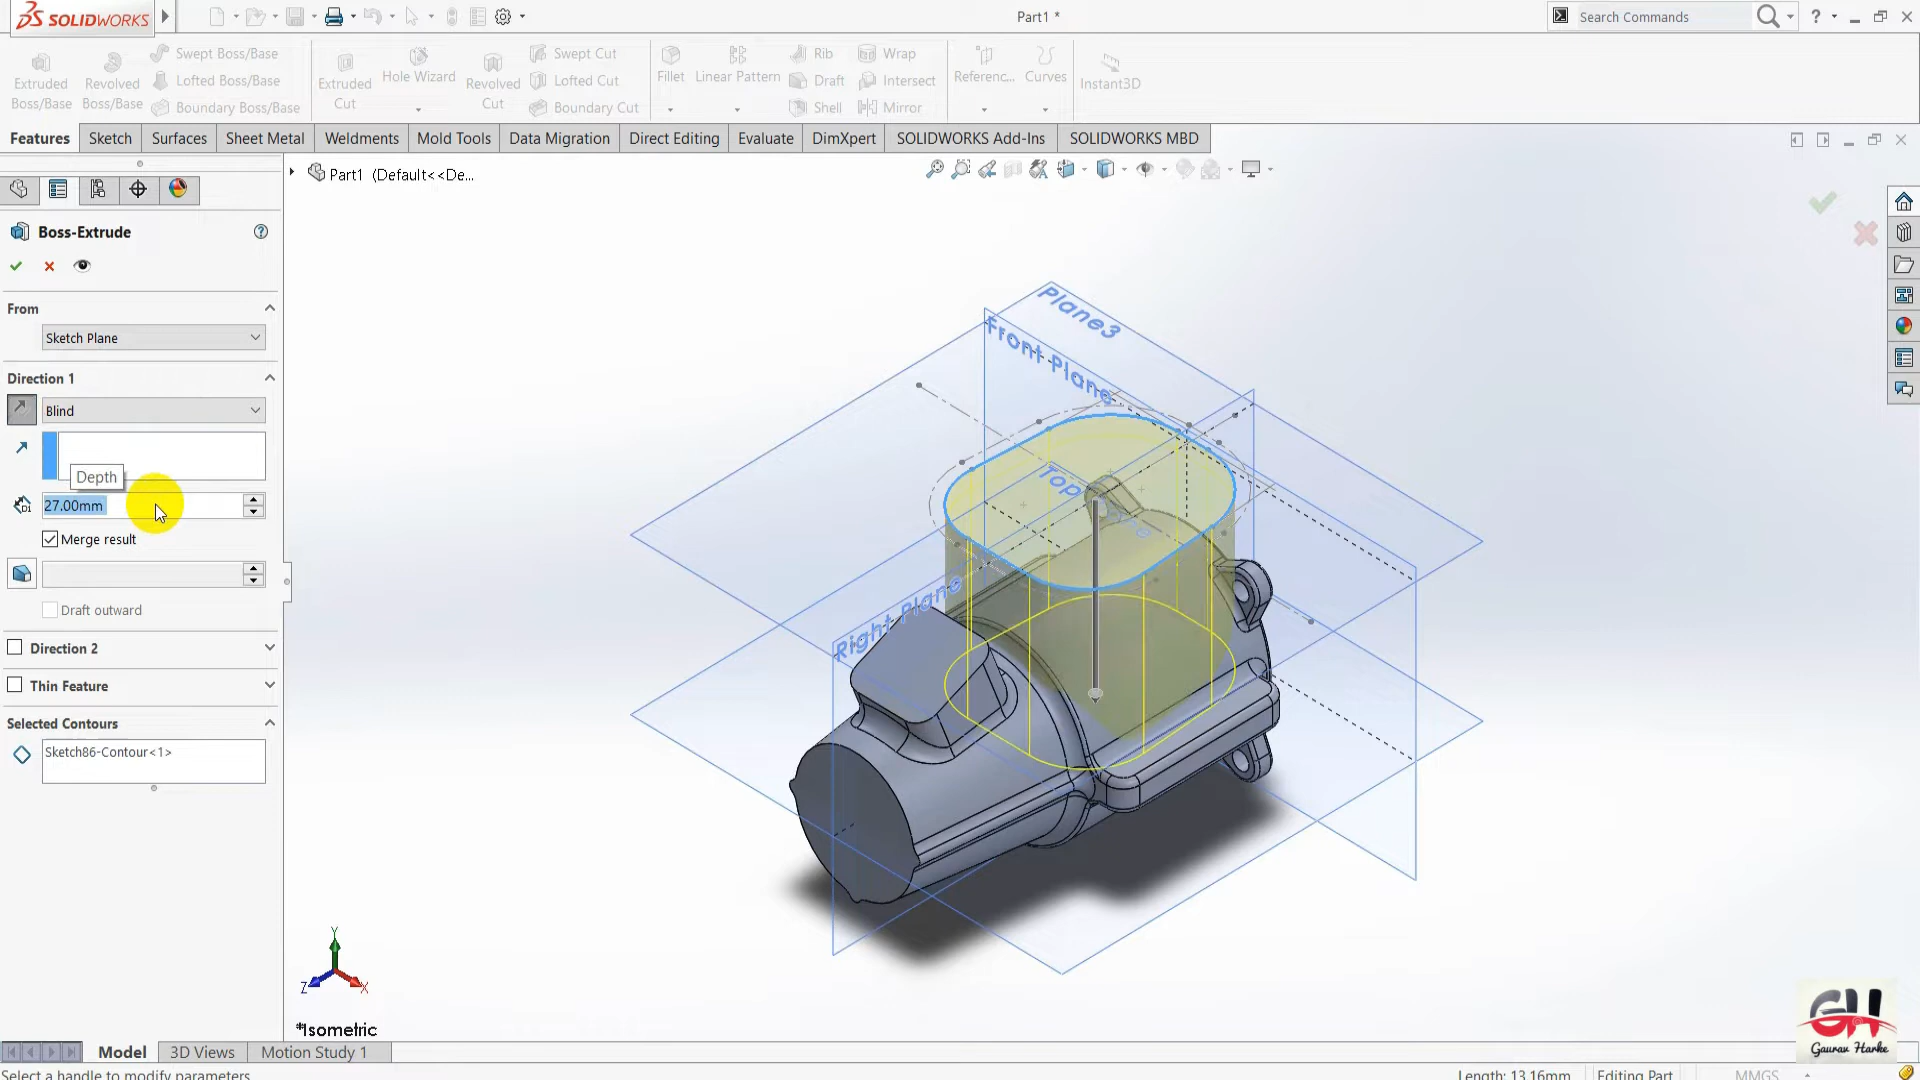 SOLIDWORKS
Part1 *
Search Commands
Extruded Boss/Base
Revolved Boss/Base
Swept Boss/Base
Lofted Boss/Base
Boundary Boss/Base
Extruded Cut
Hole Wizard
Revolved Cut
Swept Cut
Lofted Cut
Boundary Cut
Fillet
Linear Pattern
Rib
Draft
Shell
Wrap
Intersect
Mirror
Referenc...
Curves
Instant3D
Features
Sketch
Surfaces
Sheet Metal
Weldments
Mold Tools
Data Migration
Direct Editing
Evaluate
DimXpert
SOLIDWORKS Add-Ins
SOLIDWORKS MBD
Part1 (Default<<De...
Boss-Extrude
From
Sketch Plane
Direction 1
Blind
Depth
27.00mm
Merge result
Draft outward
Direction 2
Thin Feature
Selected Contours
Sketch86-Contour<1>
Plane3
Front Plane
Top
Right Plane
Y
Z
X
*Isometric
GH
Gaurav Harke
Model
3D Views
Motion Study 1
Select a handle to modify parameters
Length: 13.16mm
Editing Part
MMGS